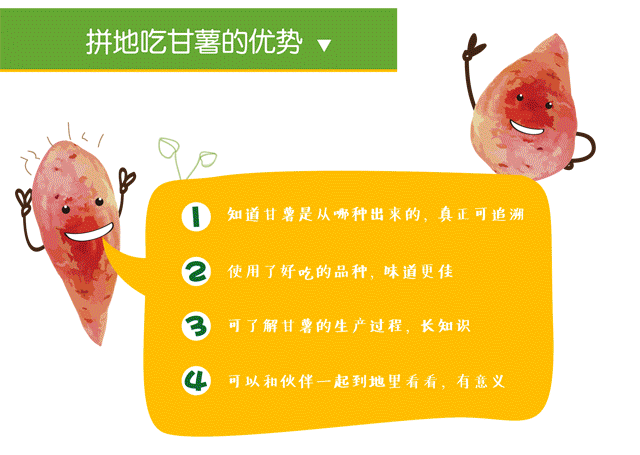 拼地吃甘薯的优势 ▼
1 知道甘薯是从哪种出来的，真正可追溯
2 使用了好吃的品种，味道更佳
3 可了解甘薯的生产过程，长知识
4 可以和伙伴一起到地里看看，有意义